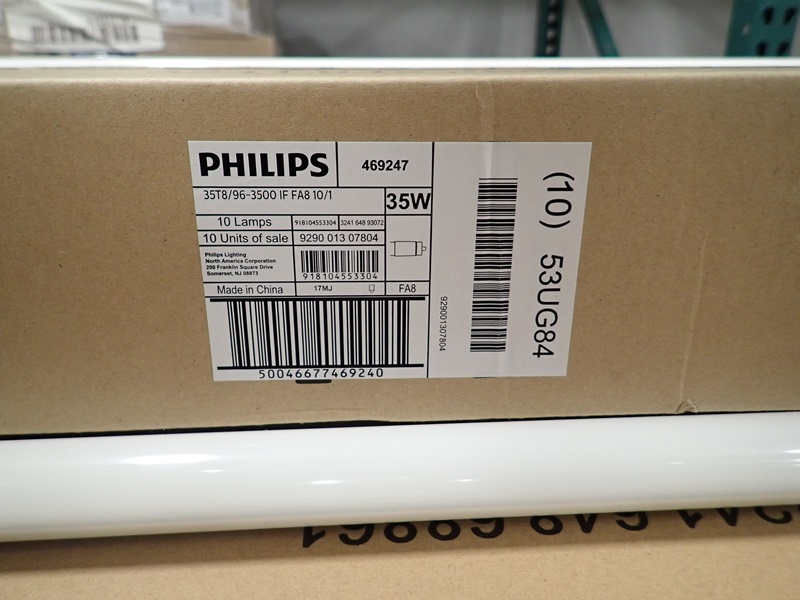 PHILIPS
469247
35T8/96-3500 IF FA8 10/1
35W
10 Lamps
918104553304
3241 648 93072
10 Units of sale
9290 013 07804
Philips Lighting
North America Corporation
200 Franklin Square Drive
Somerset, NJ 08873
918104553304
Made in China
17MJ
FA8
50046677469240
929001307804
(10) 53UG84